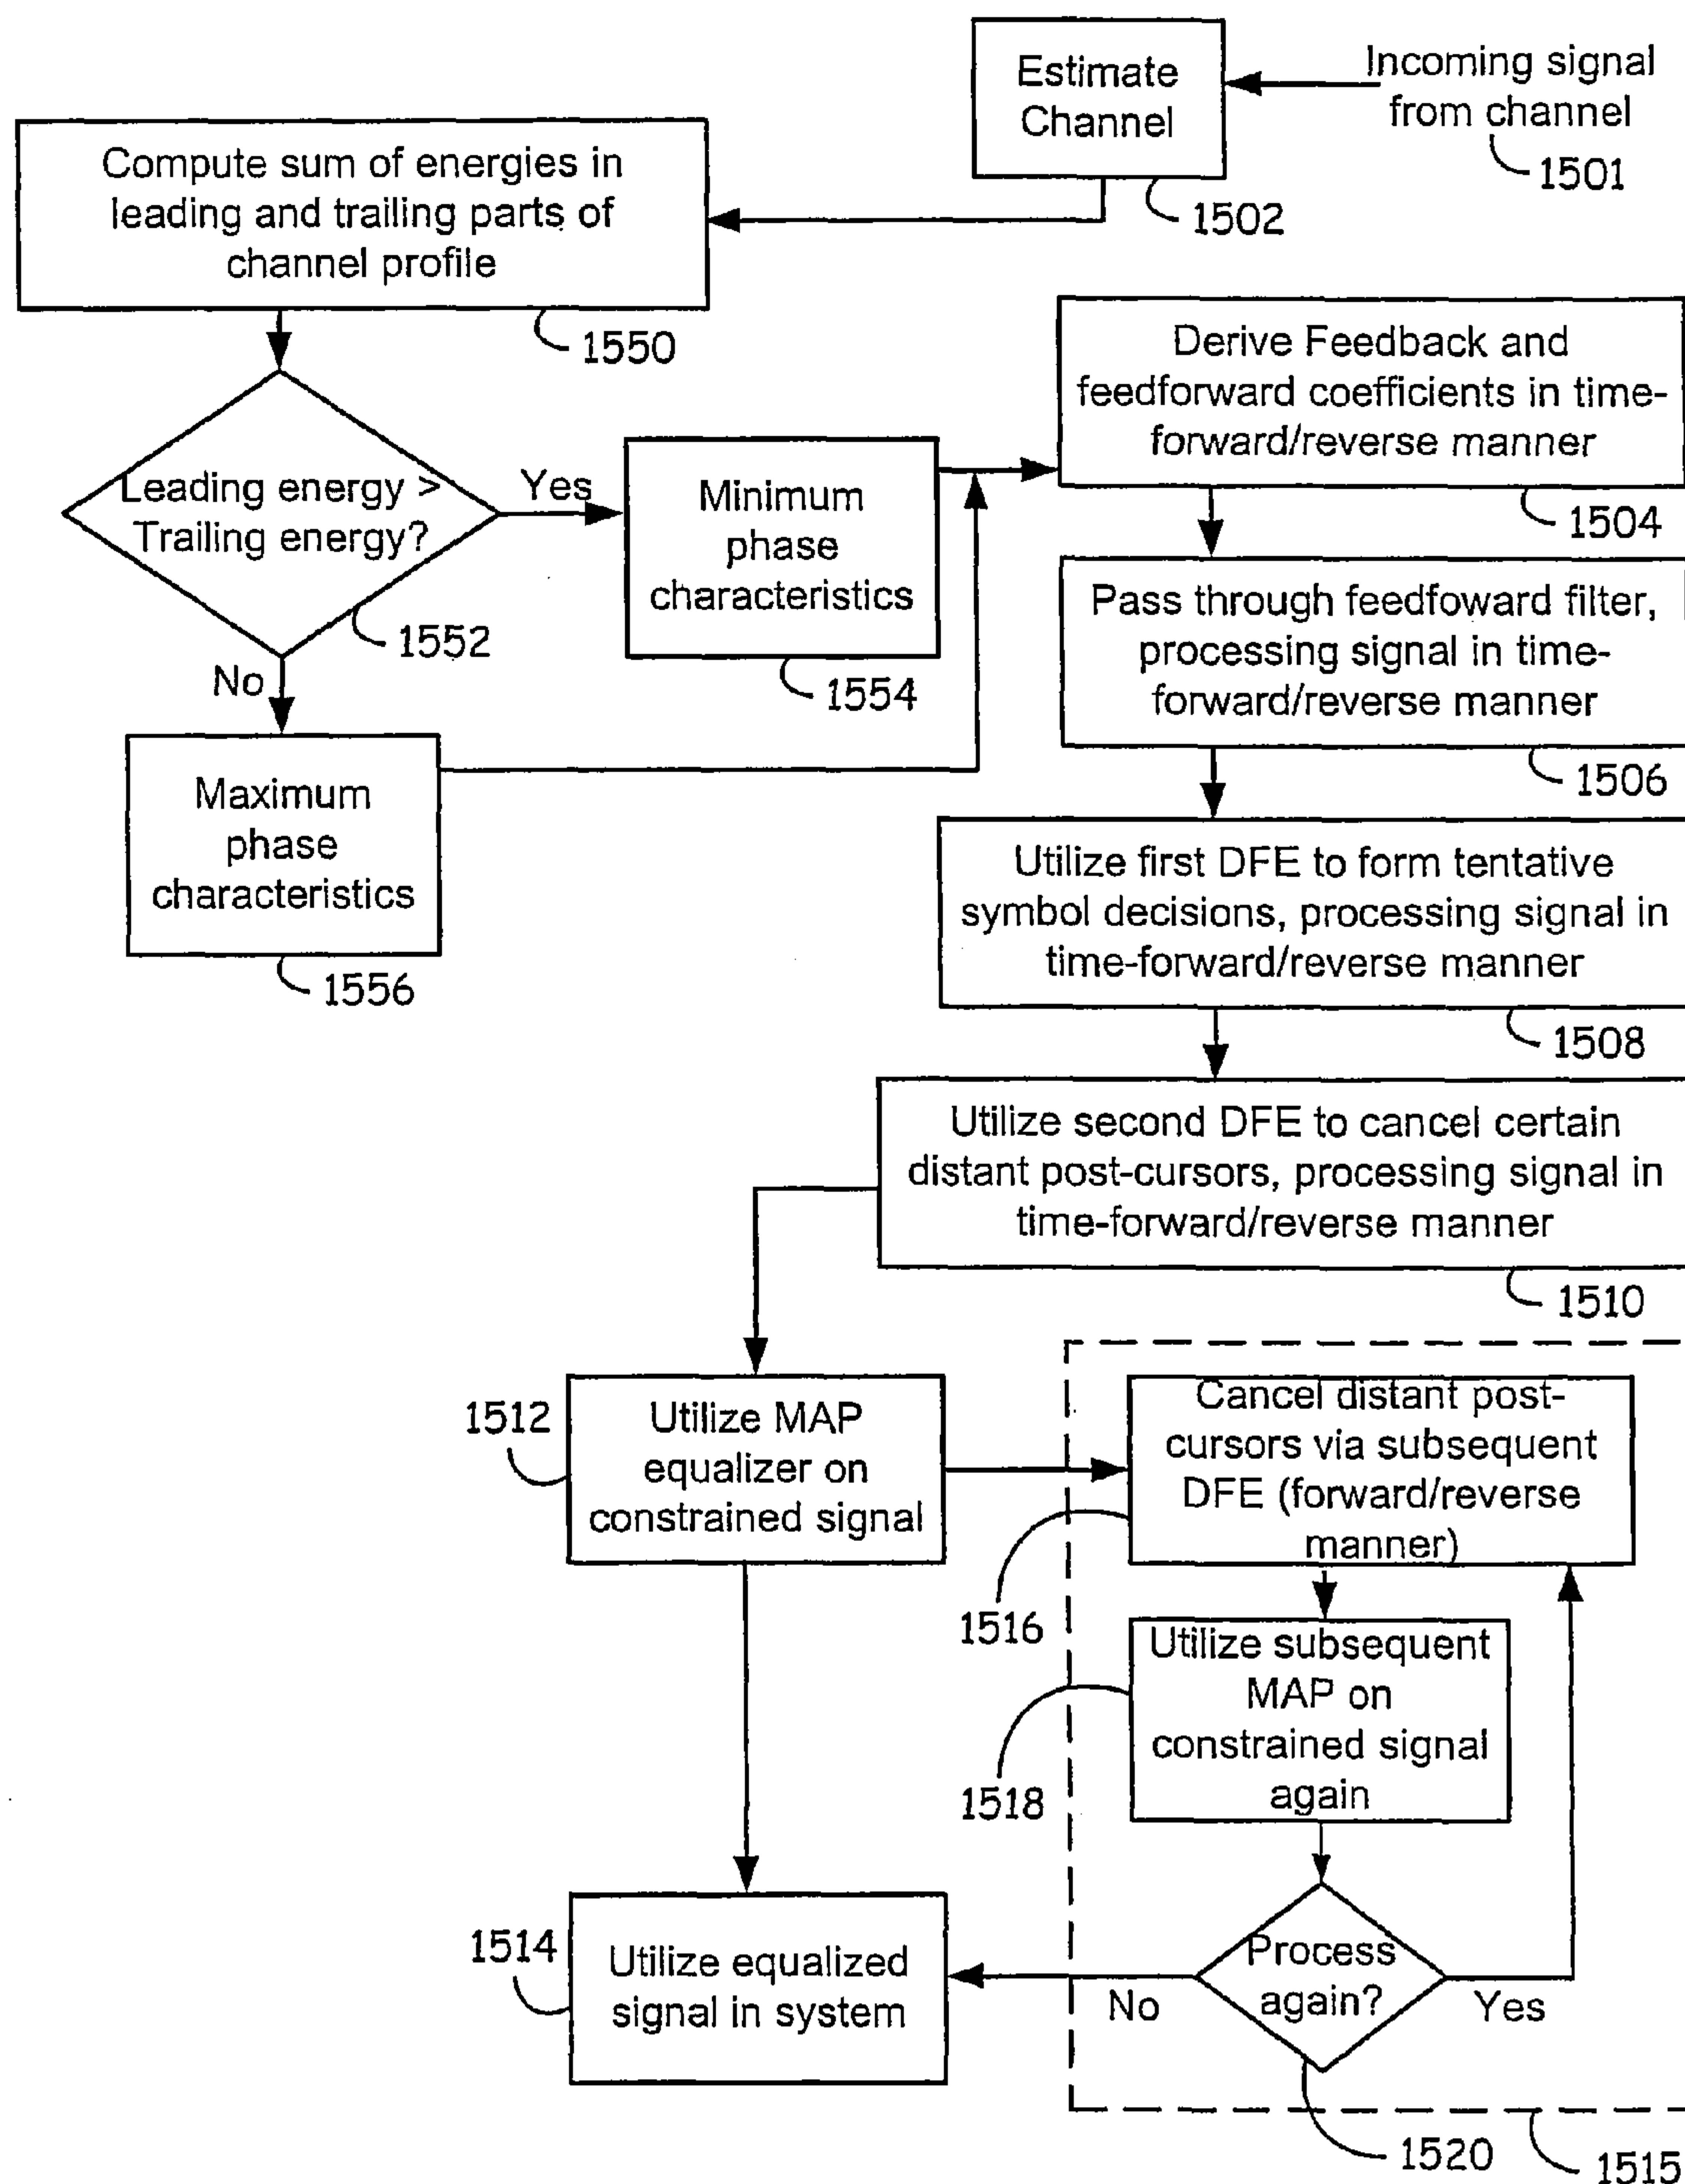 Estimate
Channel
Incoming signal
from channel
1501
1502
Compute sum of energies in
leading and trailing parts of
channel profile
1550
Leading energy >
Trailing energy?
1552
Yes
No
Minimum
phase
characteristics
1554
Maximum
phase
characteristics
1556
Derive Feedback and
feedforward coefficients in time-
forward/reverse manner
1504
Pass through feedfoward filter,
processing signal in time-
forward/reverse manner
1506
Utilize first DFE to form tentative
symbol decisions, processing signal in
time-forward/reverse manner
1508
Utilize second DFE to cancel certain
distant post-cursors, processing signal in
time-forward/reverse manner
1510
1512
Utilize MAP
equalizer on
constrained signal
Cancel distant post-
cursors via subsequent
DFE (forward/reverse
manner)
1516
Utilize subsequent
MAP on
constrained signal
again
1518
1514
Utilize equalized
signal in system
Process
again?
No
Yes
1520
1515